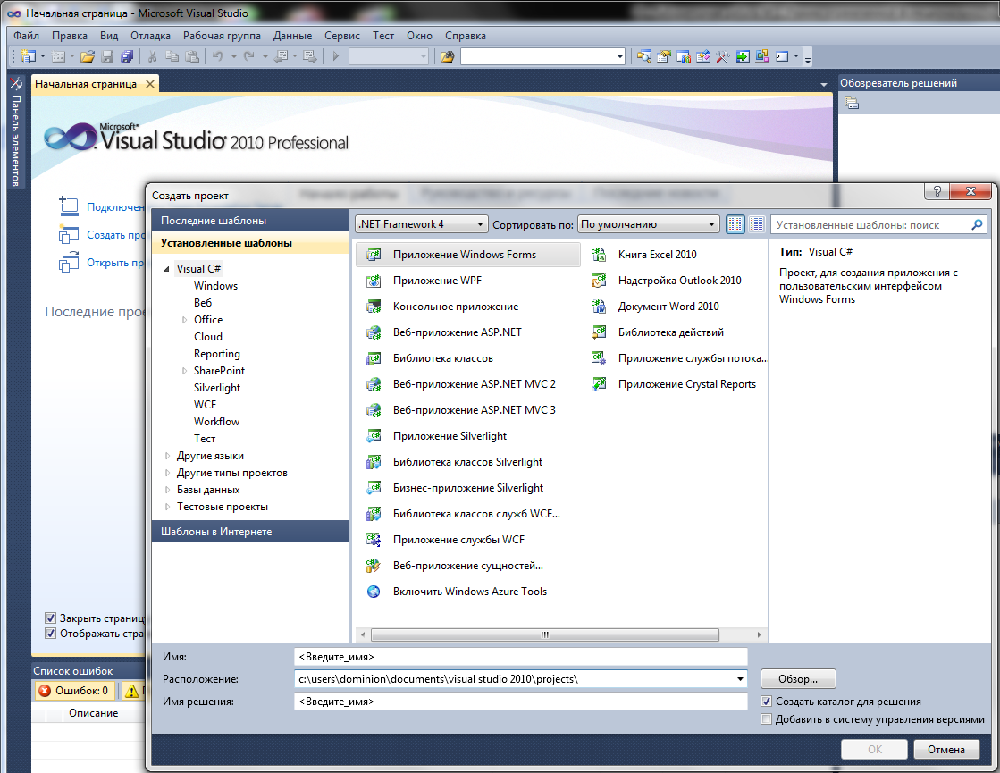 Начальная страница - Microsoft Visual Studio
Файл Правка Вид Отладка Рабочая группа Данные Сервис Тест Окно Справка
Панель элементов
Начальная страница
Обозреватель решений
Microsoft®
Visual Studio® 2010 Professional
Подключен
Создать про
Открыть пр
Последние прое
Закрыть страниц
Отображать стра
Список ошибок
Ошибок: 0
Описание
Создать проект
Последние шаблоны
Установленные шаблоны
Visual C#
Windows
Веб
Office
Cloud
Reporting
SharePoint
Silverlight
WCF
Workflow
Тест
Другие языки
Другие типы проектов
Базы данных
Тестовые проекты
Шаблоны в Интернете
.NET Framework 4 Сортировать по: По умолчанию
Установленные шаблоны: поиск
Приложение Windows Forms
Приложение WPF
Консольное приложение
Веб-приложение ASP.NET
Библиотека классов
Веб-приложение ASP.NET MVC 2
Веб-приложение ASP.NET MVC 3
Приложение Silverlight
Библиотека классов Silverlight
Бизнес-приложение Silverlight
Библиотека классов служб WCF...
Приложение службы WCF
Веб-приложение сущностей...
Включить Windows Azure Tools
Книга Excel 2010
Надстройка Outlook 2010
Документ Word 2010
Библиотека действий
Приложение службы потока..
Приложение Crystal Reports
Тип: Visual C#
Проект, для создания приложения с
пользовательским интерфейсом
Windows Forms
Имя: <Введите_имя>
Расположение: c:\users\dominion\documents\visual studio 2010\projects\
Обзор...
Имя решения: <Введите_имя>
Создать каталог для решения
Добавить в систему управления версиями
ОК
Отмена